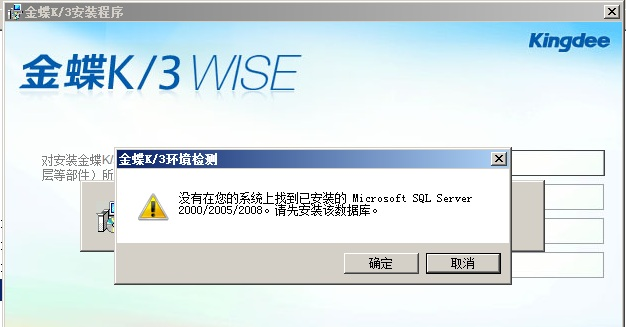 金蝶K/3安装程序
Kingdee
金蝶K/3 WISE
对安装金蝶K/
层等部件）所
金蝶K/3环境检测
没有在您的系统上找到已安装的 Microsoft SQL Server
2000/2005/2008。请先安装该数据库。
确定
取消